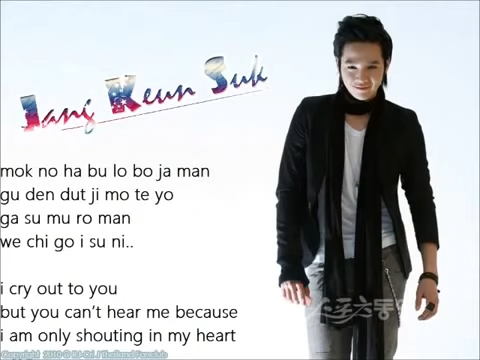 Jang Keun Suk
mok no ha bu lo bo ja man
gu den dut ji mo te yo
ga su mu ro man
we chi go i su ni..
i cry out to you
but you can't hear me because
i am only shouting in my heart